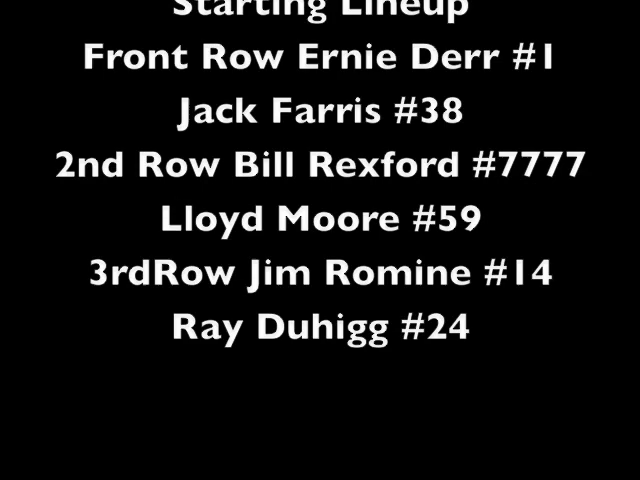 Starting Lineup
Front Row Ernie Derr #1
Jack Farris #38
2nd Row Bill Rexford #7777
Lloyd Moore #59
3rdRow Jim Romine #14
Ray Duhigg #24